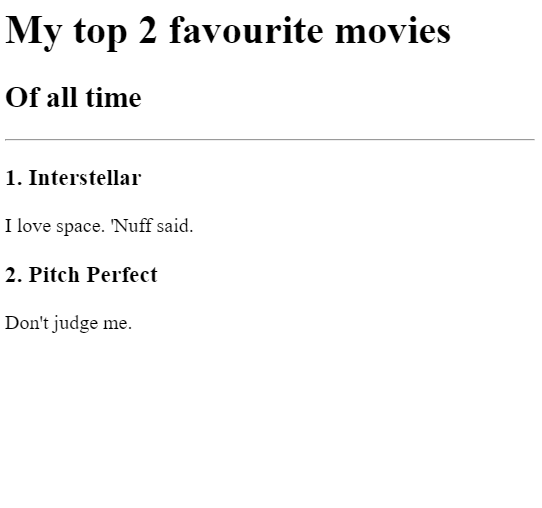 My top 2 favourite movies
Of all time
1. Interstellar
I love space. 'Nuff said.
2. Pitch Perfect
Don't judge me.